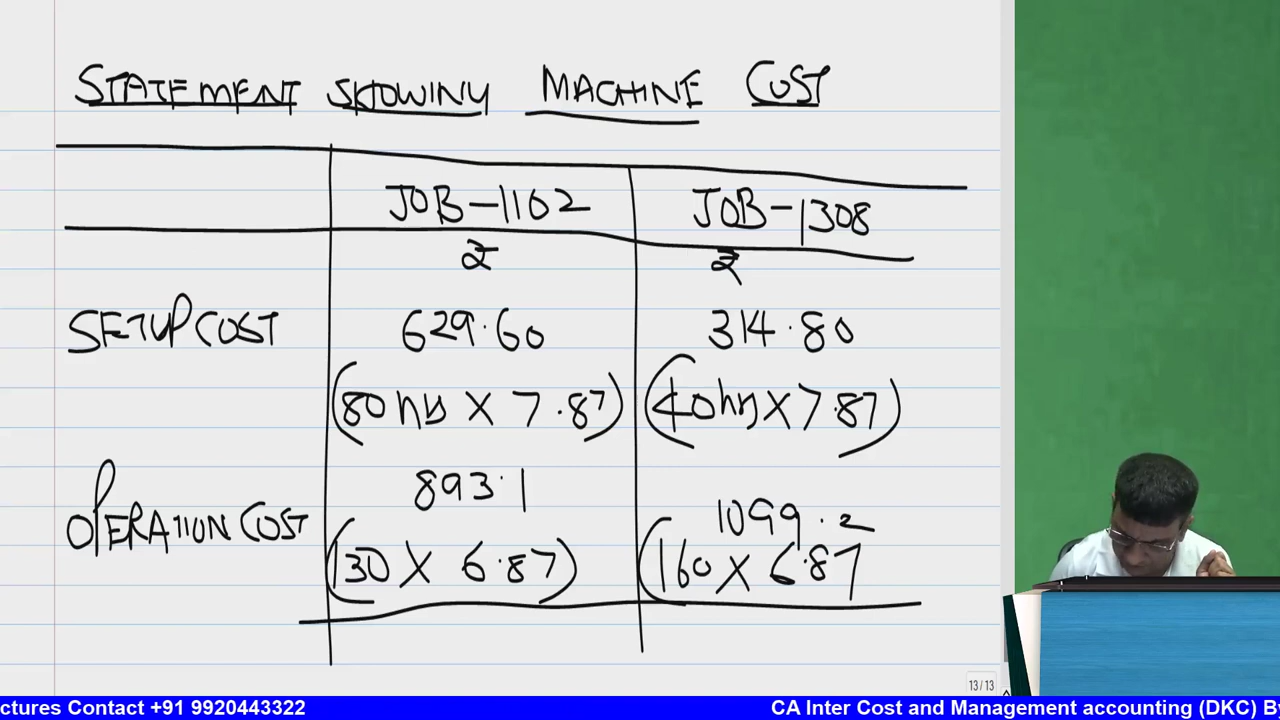 STATEMENT SHOWING MACHINE COST
JOB-1102 JOB-1308
₹ ₹
SETUP COST 629.60 314.80
(80 hrs X 7.87) (40 hrs X 7.87)
OPERATION COST 893.1 1099.2
(130 X 6.87) (160 X 6.87
13/13
ctures Contact +91 9920443322 CA Inter Cost and Management accounting (DKC) B